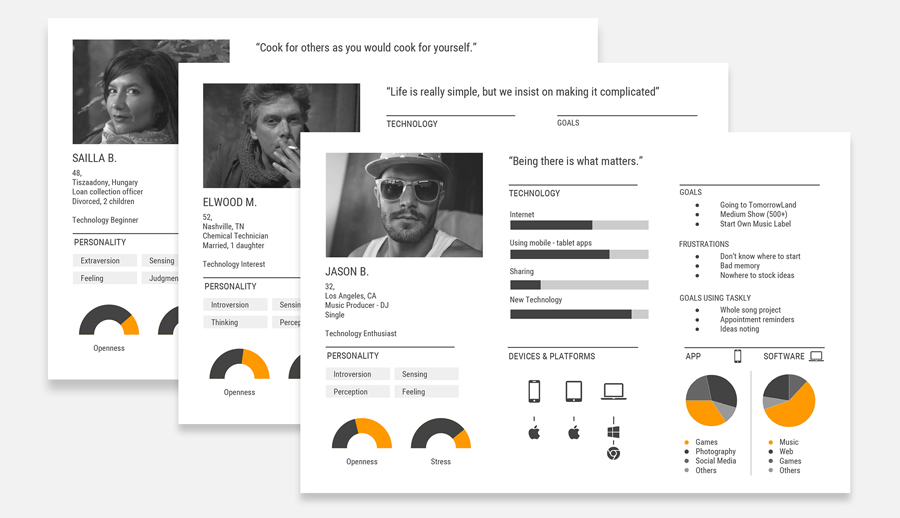 “Cook for others as you would cook for yourself.”
SAILLA B.
48,
Tiszaadony, Hungary
Loan collection officer
Divorced, 2 children
Technology Beginner
PERSONALITY
Extraversion
Sensing
Feeling
Openness
“Life is really simple, but we insist on making it complicated”
TECHNOLOGY
GOALS
ELWOOD M.
52,
Nashville, TN
Chemical Technician
Married, 1 daughter
Technology Interest
PERSONALITY
Introversion
Thinking
Openness
“Being there is what matters.”
JASON B.
32,
Los Angeles, CA
Music Producer - DJ
Single
Technology Enthusiast
PERSONALITY
Introversion
Sensing
Perception
Feeling
Openness
Stress
TECHNOLOGY
Internet
Using mobile - tablet apps
Sharing
New Technology
DEVICES & PLATFORMS
GOALS
Going to TomorrowLand
Medium Show (500+)
Start Own Music Label
FRUSTRATIONS
Don’t know where to start
Bad memory
Nowhere to stock ideas
GOALS USING TASKLY
Whole song project
Appointment reminders
Ideas noting
APP
Games
Photography
Social Media
Others
SOFTWARE
Music
Web
Games
Others